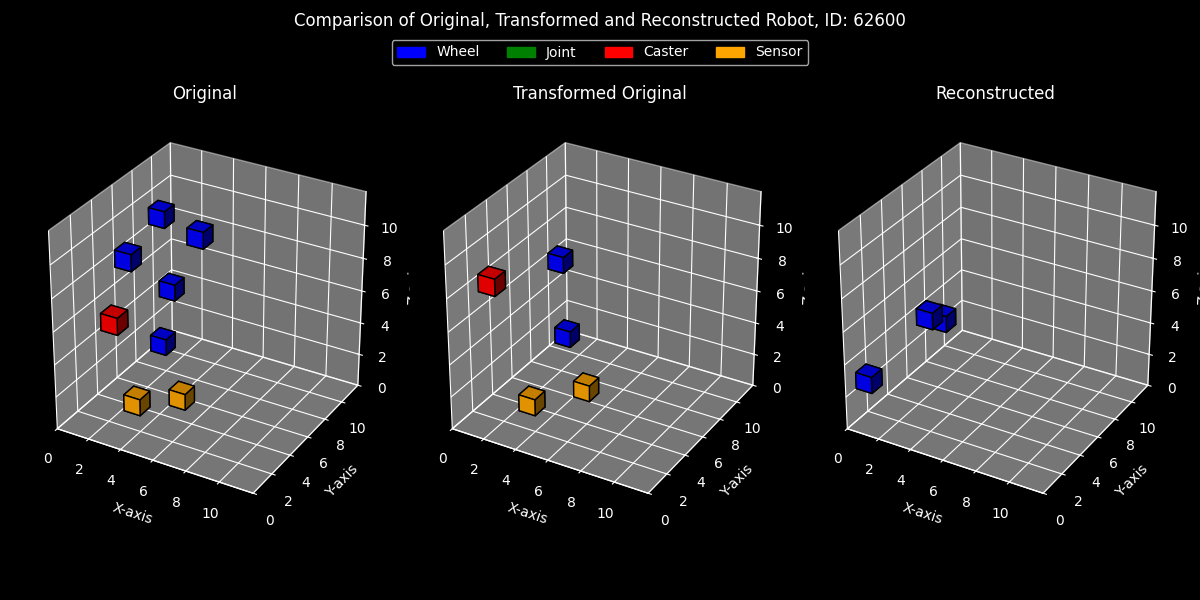 Comparison of Original, Transformed and Reconstructed Robot, ID: 62600
Wheel Joint Caster Sensor
Original Transformed Original Reconstructed
10 10 10
8 8 8
6 6 6
4 4 4
2 2 2
0 0 0
10 10 10
8 8 8
0 6 0 6 0 6
2 4 2 4 2 4
4 2 4 2 4 2
6 0 6 0 6 0
8 8 8
10 10 10
X-axis Y-axis X-axis Y-axis X-axis Y-axis